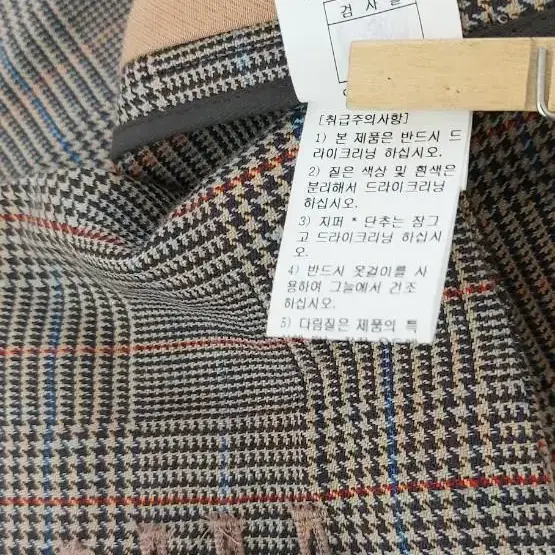 검 사 필
[취급주의사항]
1) 본 제품은 반드시 드
라이크리닝 하십시오.
2) 짙은 색상 및 흰색은
분리해서 드라이크리닝
하십시오.
3) 지퍼 * 단추는 잠그
고 드라이크리닝 하십시
오.
4) 반드시 옷걸이를 사
용하여 그늘에서 건조
하십시오.
5) 다림질은 제품의 특